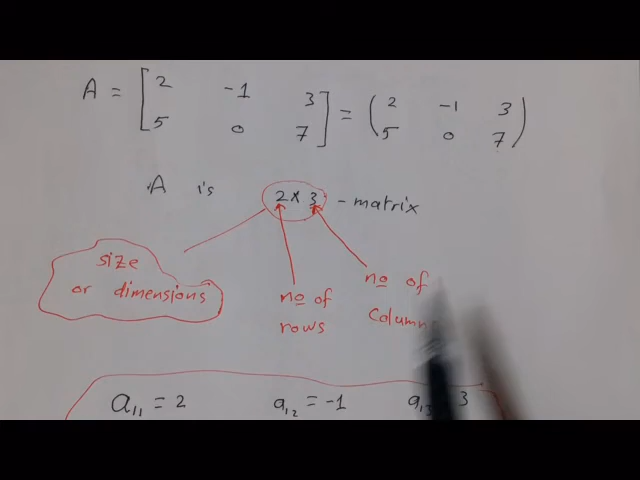 A = [ 2 -1 3 ] = ( 2 -1 3 )
5 0 7 5 0 7
A is 2 × 3 - matrix
size
or dimensions
no of
rows
no of
a₁₁ = 2 a₁₂ = -1 3